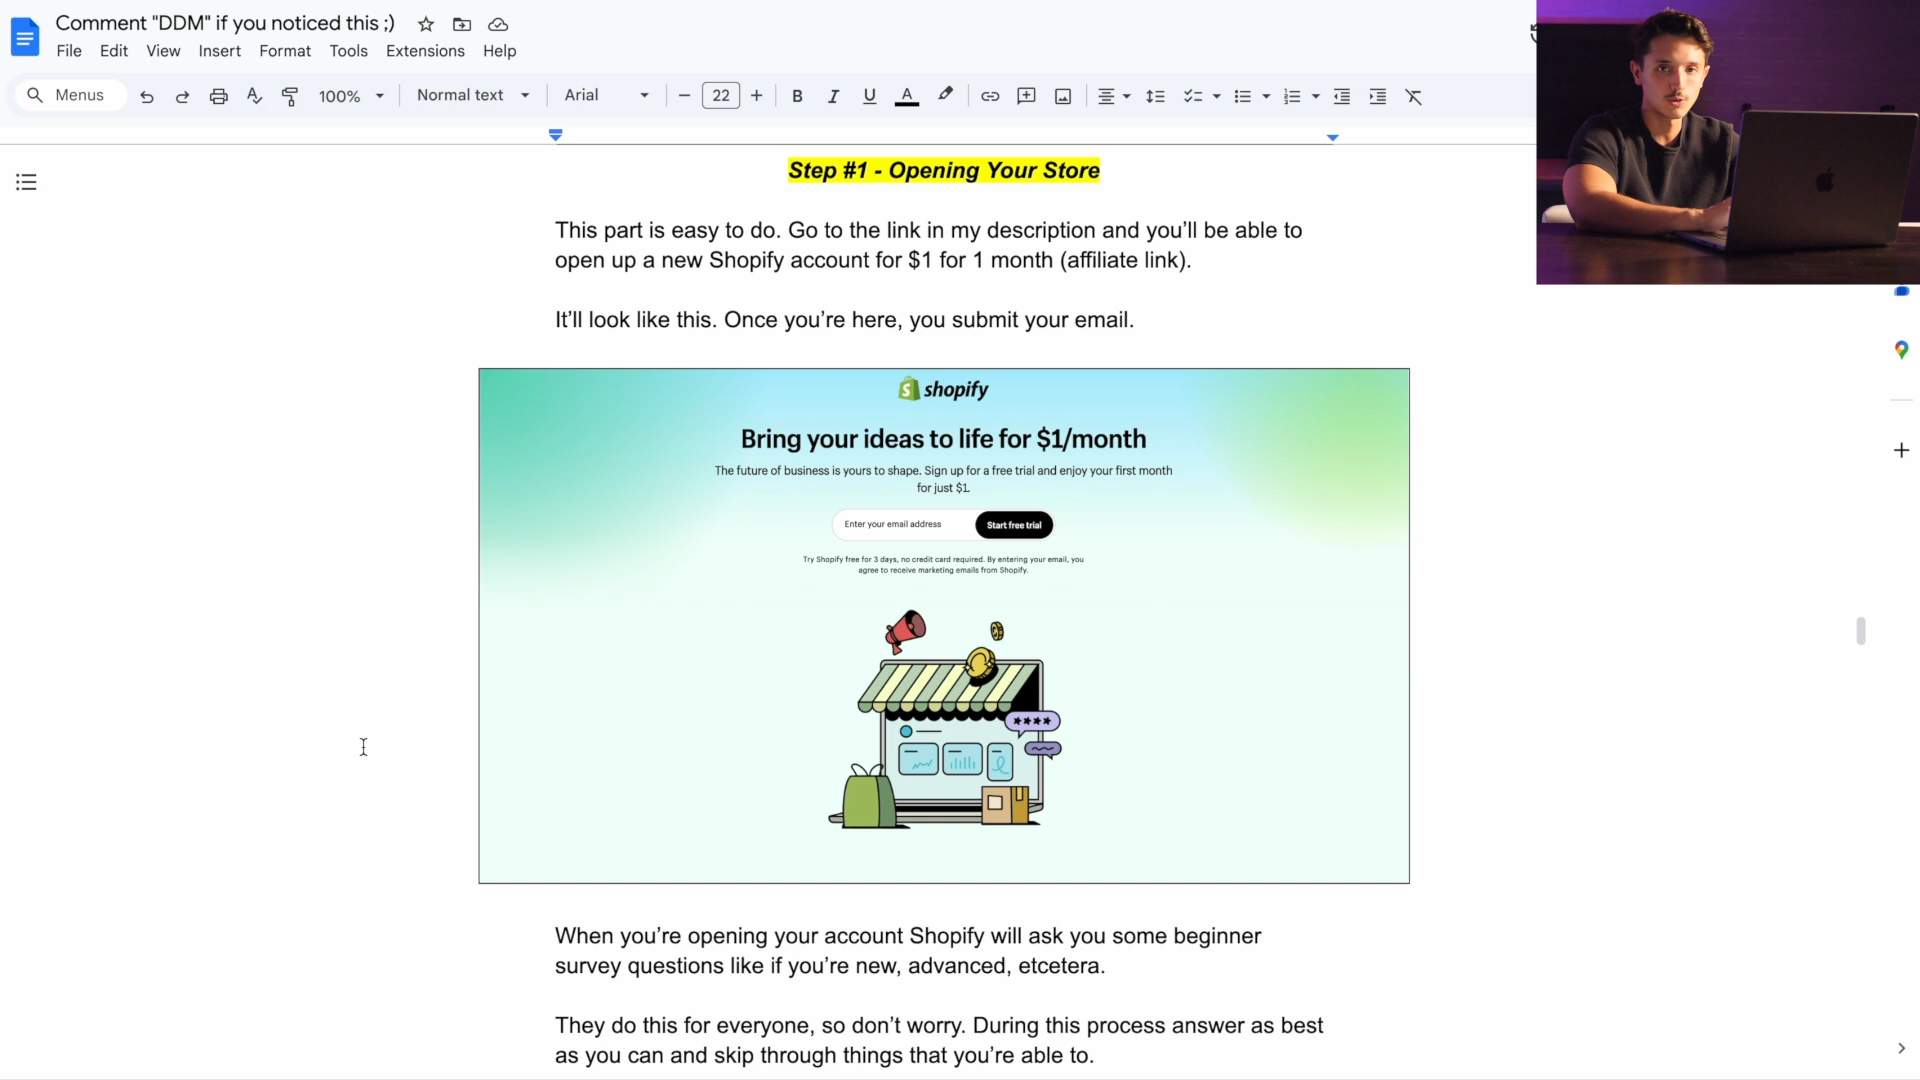 Comment "DDM" if you noticed this ;)
File Edit View Insert Format Tools Extensions Help
Menus 100% Normal text Arial 22 B I U A
Step #1 - Opening Your Store
This part is easy to do. Go to the link in my description and you’ll be able to
open up a new Shopify account for $1 for 1 month (affiliate link).
It’ll look like this. Once you’re here, you submit your email.
shopify
Bring your ideas to life for $1/month
The future of business is yours to shape. Sign up for a free trial and enjoy your first month
for just $1.
Enter your email address Start free trial
Try Shopify free for 3 days, no credit card required. By entering your email, you
agree to receive marketing emails from Shopify.
When you’re opening your account Shopify will ask you some beginner
survey questions like if you’re new, advanced, etcetera.
They do this for everyone, so don’t worry. During this process answer as best
as you can and skip through things that you’re able to.